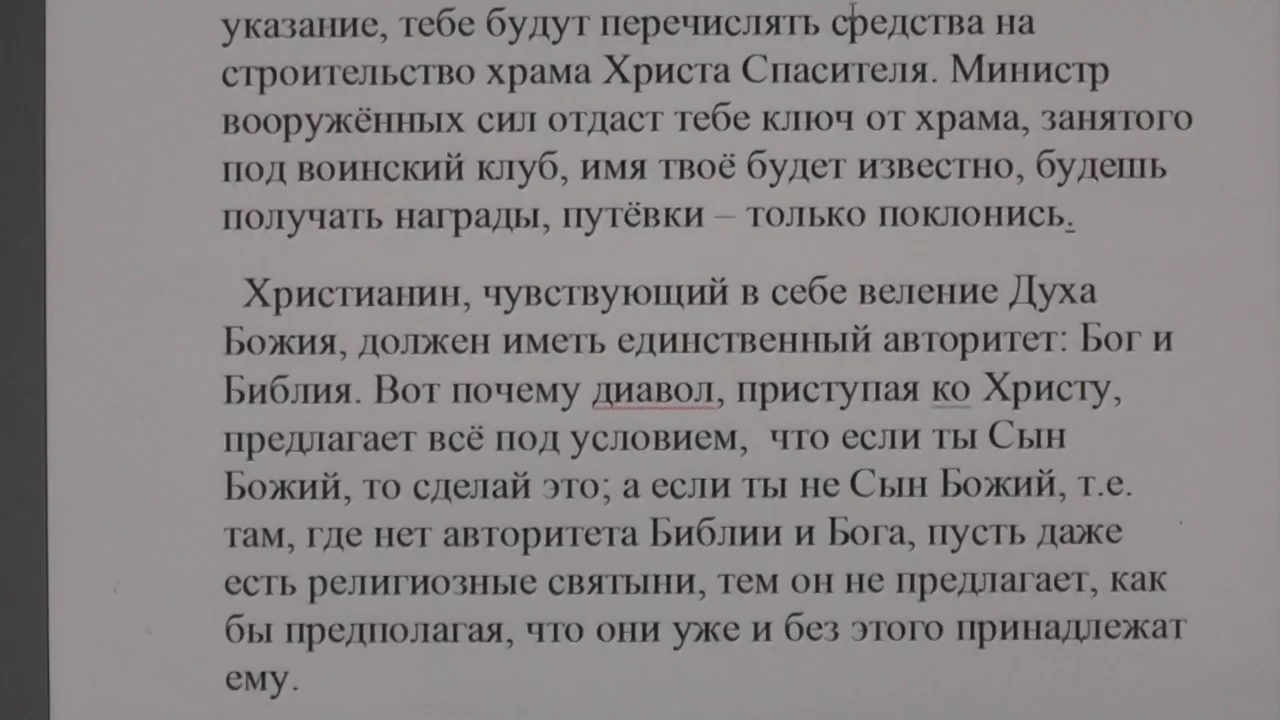 указание, тебе будут перечислять средства на
строительство храма Христа Спасителя. Министр
вооружённых сил отдаст тебе ключ от храма, занятого
под воинский клуб, имя твоё будет известно, будешь
получать награды, путёвки – только поклонись.
Христианин, чувствующий в себе веление Духа
Божия, должен иметь единственный авторитет: Бог и
Библия. Вот почему диавол, приступая ко Христу,
предлагает всё под условием,  что если ты Сын
Божий, то сделай это; а если ты не Сын Божий, т.е.
там, где нет авторитета Библии и Бога, пусть даже
есть религиозные святыни, тем он не предлагает, как
бы предполагая, что они уже и без этого принадлежат
ему.